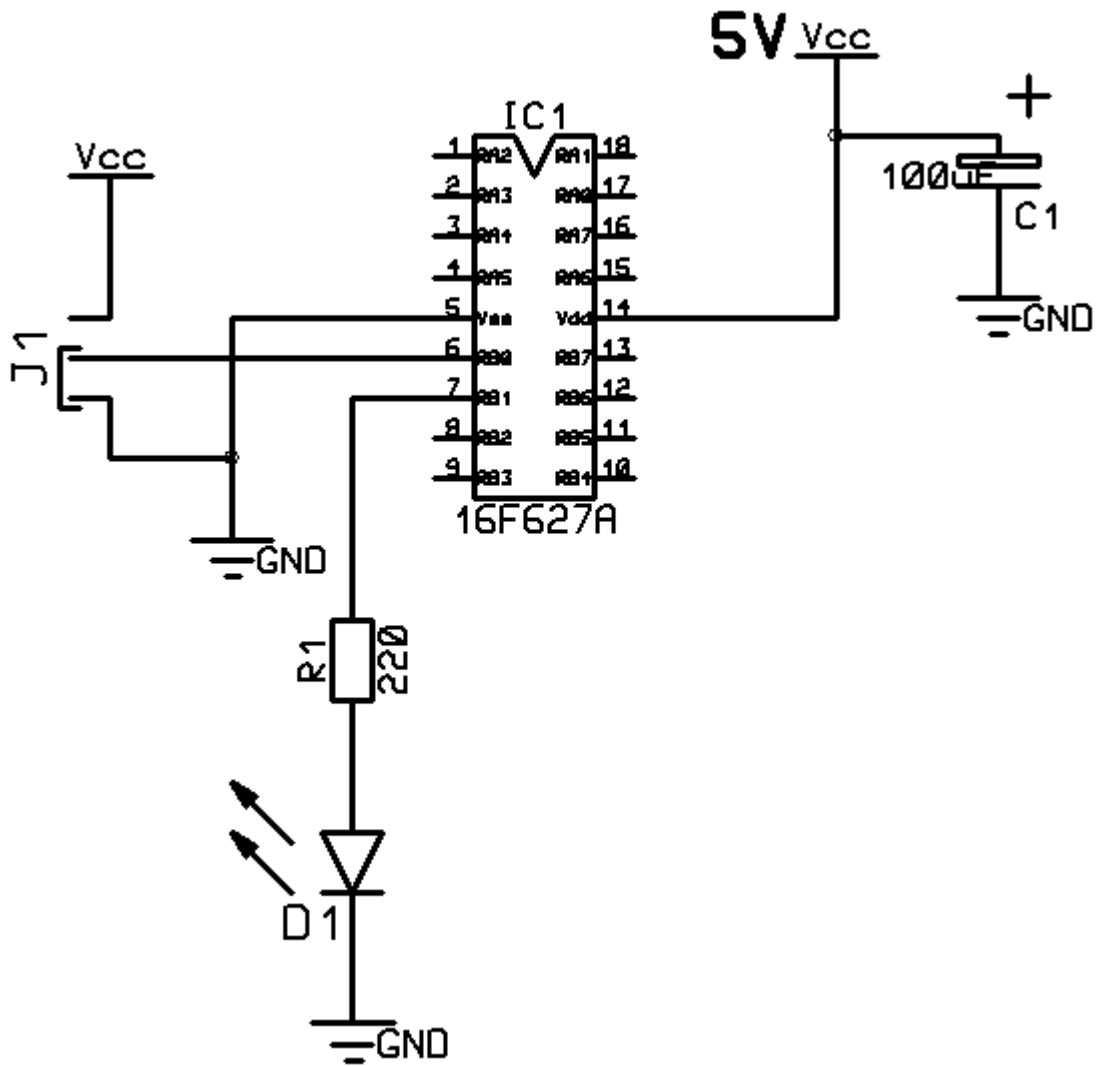 5V Vcc
IC1
1 RA2 RA1 18
Vcc
2 RA3 RA0 17
100uF
3 RA4 RA7 16
C1
4 RA5 RA6 15
5 Vss Vdd 14
GND
J1
6 RB0 RB7 13
7 RB1 RB6 12
8 RB2 RB5 11
9 RB3 RB4 10
16F627A
GND
R1
220
D1
GND